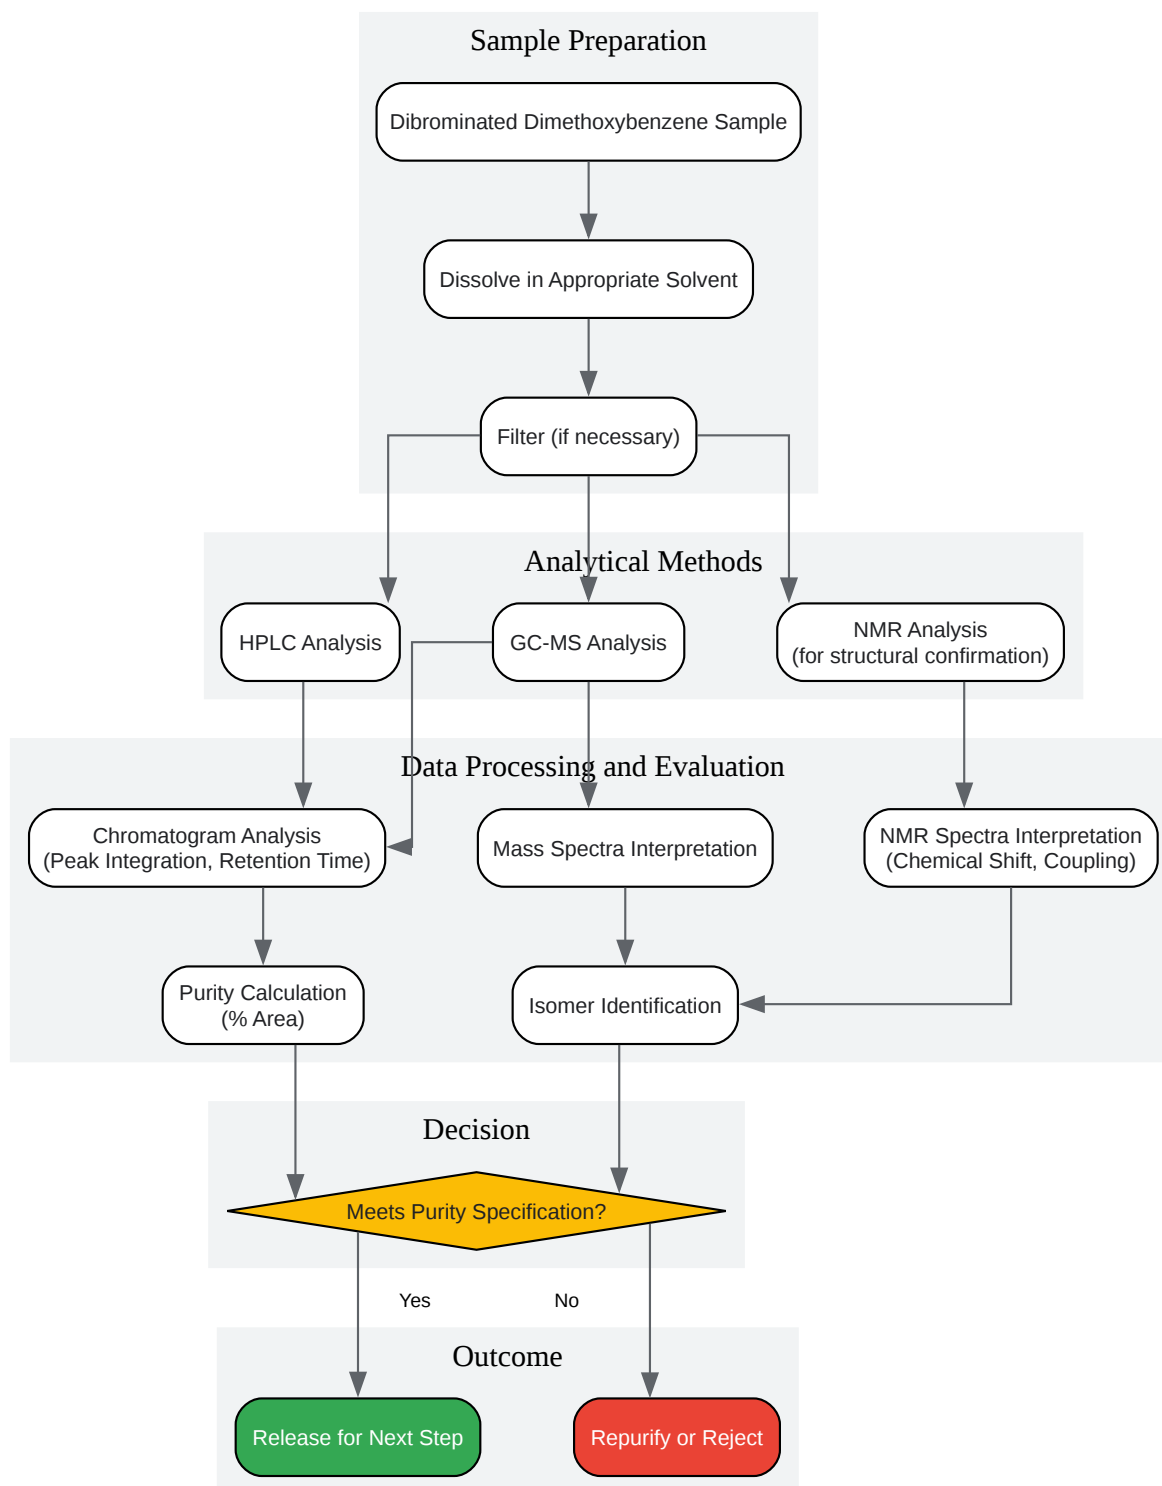 Sample Preparation
Dibrominated Dimethoxybenzene Sample
Dissolve in Appropriate Solvent
Filter (if necessary)
Analytical Methods
HPLC Analysis
GC-MS Analysis
NMR Analysis
(for structural confirmation)
Data Processing and Evaluation
Chromatogram Analysis
(Peak Integration, Retention Time)
Mass Spectra Interpretation
NMR Spectra Interpretation
(Chemical Shift, Coupling)
Purity Calculation
(% Area)
Isomer Identification
Decision
Meets Purity Specification?
Yes
No
Outcome
Release for Next Step
Repurify or Reject